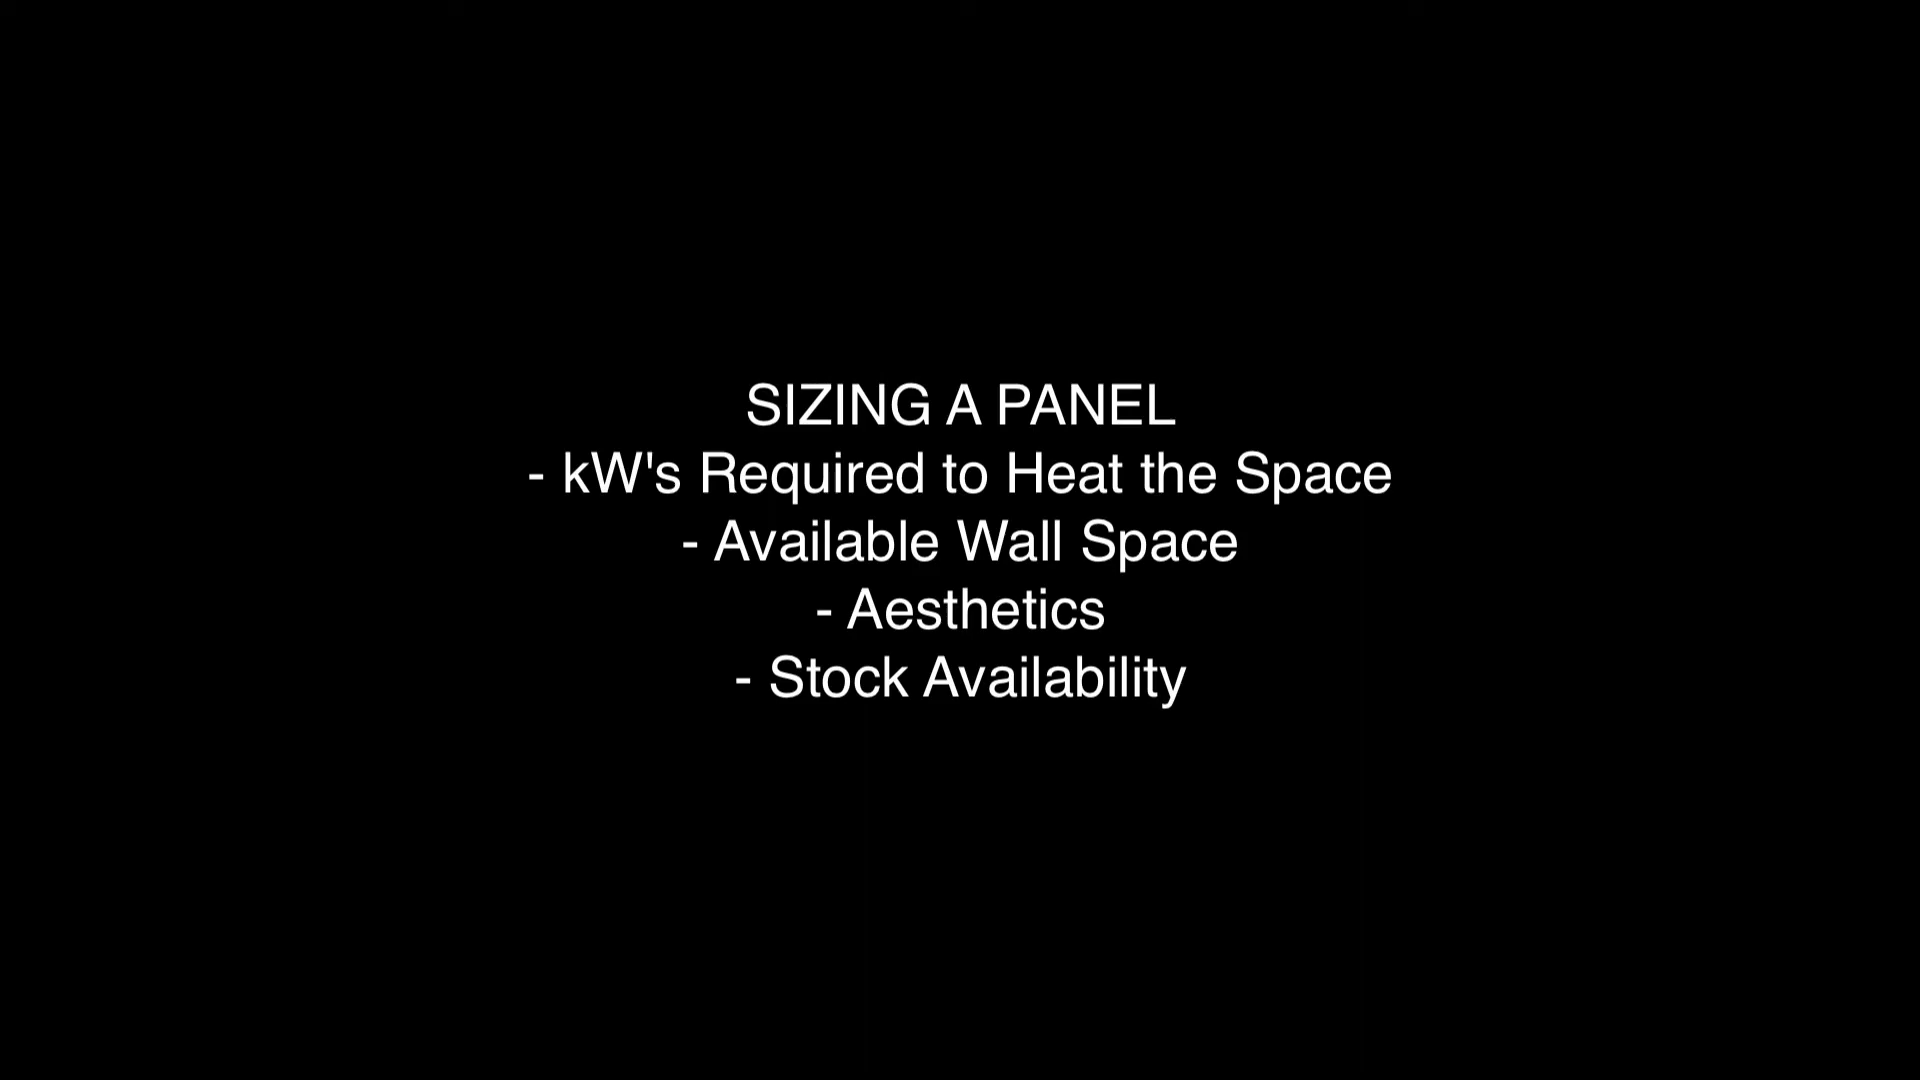 SIZING A PANEL
- kW's Required to Heat the Space
- Available Wall Space
- Aesthetics
- Stock Availability